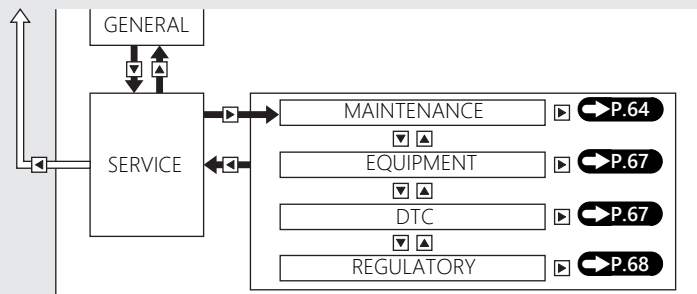 GENERAL
SERVICE
MAINTENANCE P.64
EQUIPMENT P.67
DTC P.67
REGULATORY P.68